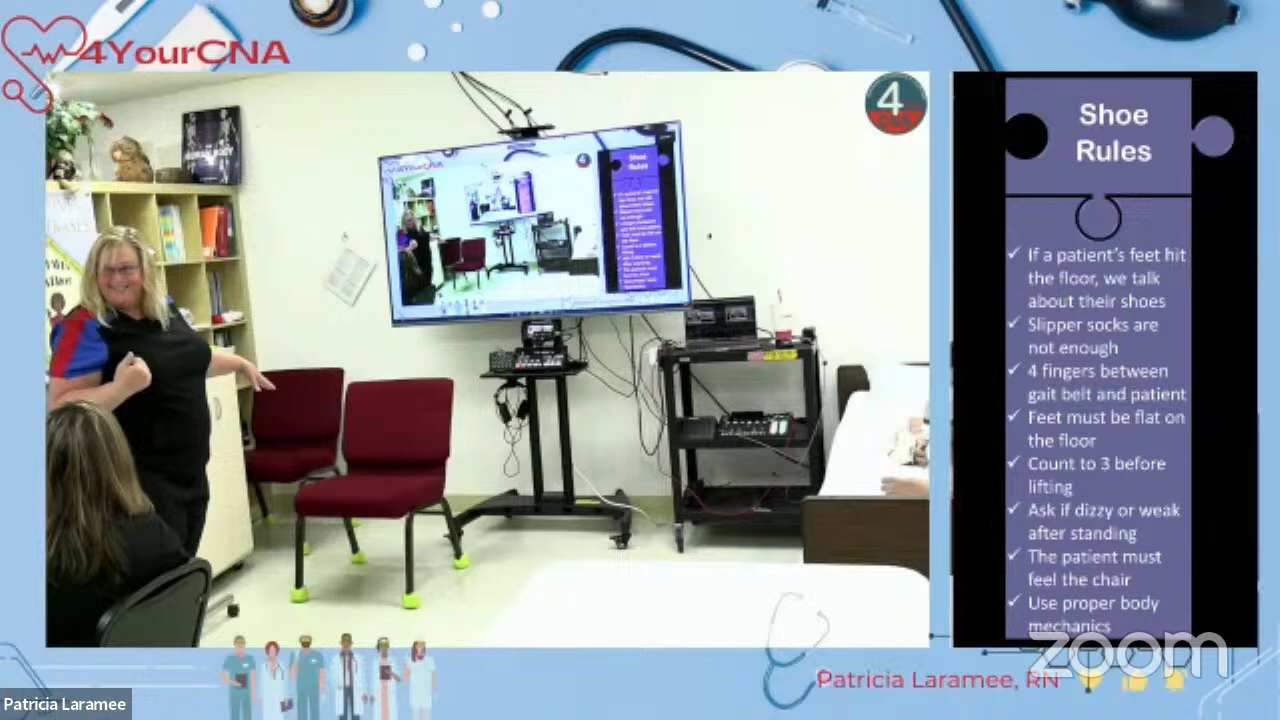 4YourCNA
4
CNA
Shoe
Rules
Shoe
Rules
✓ If a patient's feet hit
the floor, we talk
about their shoes
✓ Slipper socks are
not enough
✓ 4 fingers between
gait belt and patient
✓ Feet must be flat on
the floor
✓ Count to 3 before
lifting
✓ Ask if dizzy or weak
after standing
✓ The patient must
feel the chair
✓ Use proper body
mechanics
zoom
Patricia Laramee, RN
Patricia Laramee